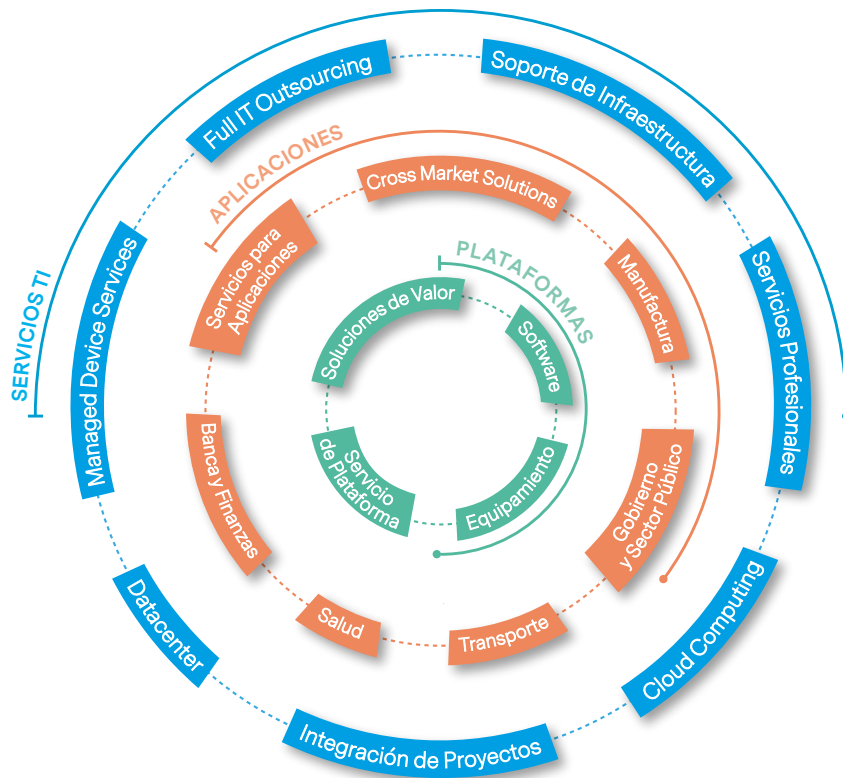 SERVICIOS TI
Full IT Outsourcing
Soporte de Infraestructura
Servicios Profesionales
Cloud Computing
Integración de Proyectos
Datacenter
Managed Device Services
APLICACIONES
Cross Market Solutions
Manufactura
Gobirerno
y Sector Público
Transporte
Salud
Banca y Finanzas
Servicios para
Aplicaciones
PLATAFORMAS
Soluciones de Valor
Software
Equipamiento
Servicio
de Plataforma